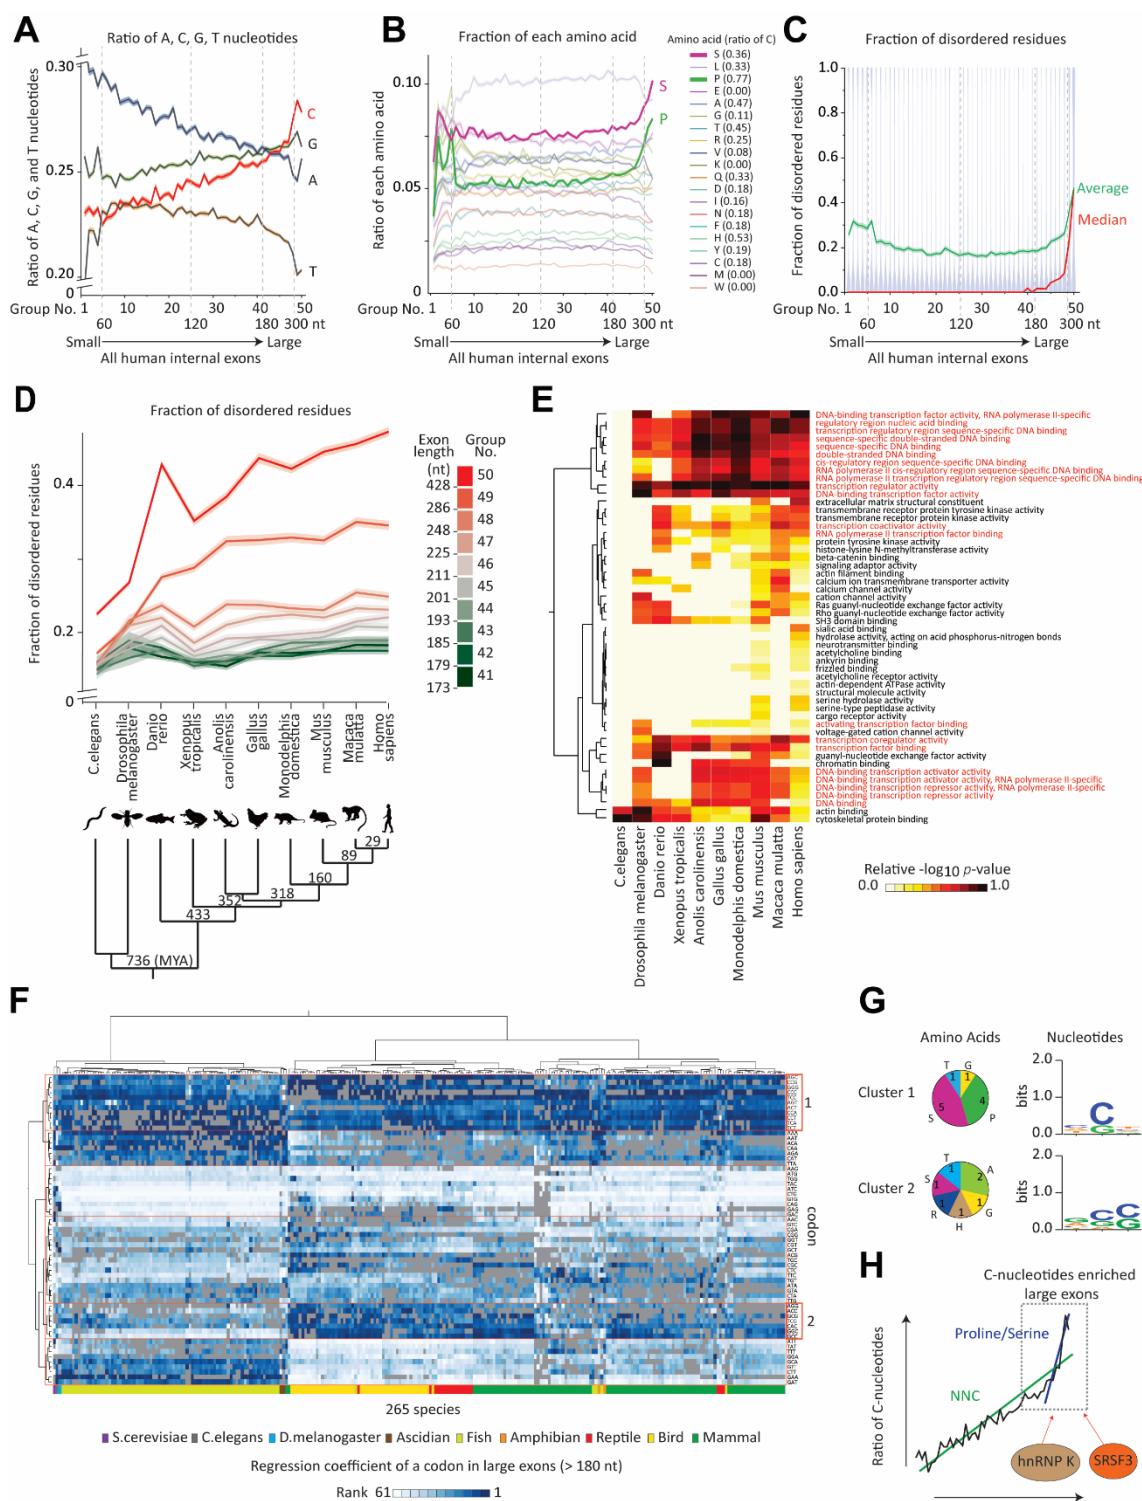 A
Ratio of A, C, G, T nucleotides
Ratio of A, C, G, and T nucleotides
0.30
0.25
0.20
0
C
G
A
T
1 10 20 30 40 50
Group No.
60 120 180 300 nt
Small Large
All human internal exons
B
Fraction of each amino acid
Ratio of each amino acid
0.10
0.05
0
S
P
1 10 20 30 40 50
Group No.
60 120 180 300 nt
Small Large
All human internal exons
Amino acid (ratio of C)
S (0.36)
L (0.33)
P (0.77)
E (0.00)
A (0.47)
G (0.11)
T (0.45)
R (0.25)
V (0.08)
K (0.00)
Q (0.33)
D (0.18)
I (0.16)
N (0.18)
F (0.18)
H (0.53)
Y (0.19)
C (0.18)
M (0.00)
W (0.00)
C
Fraction of disordered residues
Fraction of disordered residues
1.0
0.8
0.6
0.4
0.2
0
Average
Median
1 10 20 30 40 50
Group No.
60 120 180 300 nt
Small Large
All human internal exons
D
Fraction of disordered residues
Fraction of disordered residues
0.4
0.2
0
Exon length (nt)
Group No.
428
286
248
225
211
201
193
185
179
173
50
49
48
47
46
45
44
43
42
41
C.elegans
Drosophila melanogaster
Danio rerio
Xenopus tropicalis
Anolis carolinensis
Gallus gallus
Monodelphis domestica
Mus musculus
Macaca mulatta
Homo sapiens
29
89
160
318
352
433
736 (MYA)
E
DNA-binding transcription factor activity, RNA polymerase II-specific
regulatory region nucleic acid binding
transcription regulatory region sequence-specific DNA binding
sequence-specific double-stranded DNA binding
sequence-specific DNA binding
double-stranded DNA binding
cis-regulatory region sequence-specific DNA binding
RNA polymerase II cis-regulatory region sequence-specific DNA binding
RNA polymerase II transcription regulatory region sequence-specific DNA binding
transcription regulator activity
DNA-binding transcription factor activity
extracellular matrix structural constituent
transmembrane receptor protein tyrosine kinase activity
transmembrane receptor protein kinase activity
transcription coactivator activity
RNA polymerase II transcription factor binding
protein tyrosine kinase activity
histone-lysine N-methyltransferase activity
beta-catenin binding
signaling adaptor activity
actin filament binding
calcium ion transmembrane transporter activity
calcium channel activity
cation channel activity
Ras guanyl-nucleotide exchange factor activity
Rho guanyl-nucleotide exchange factor activity
SH3 domain binding
sialic acid binding
hydrolase activity, acting on acid phosphorus-nitrogen bonds
neurotransmitter binding
acetylcholine binding
ankyrin binding
frizzled binding
acetylcholine receptor activity
actin-dependent ATPase activity
structural molecule activity
serine hydrolase activity
serine-type peptidase activity
cargo receptor activity
activating transcription factor binding
voltage-gated cation channel activity
transcription coregulator activity
transcription factor binding
guanyl-nucleotide exchange factor activity
chromatin binding
DNA-binding transcription activator activity
DNA-binding transcription activator activity, RNA polymerase II-specific
DNA-binding transcription repressor activity, RNA polymerase II-specific
DNA-binding transcription repressor activity
DNA binding
actin binding
cytoskeletal protein binding
C.elegans
Drosophila melanogaster
Danio rerio
Xenopus tropicalis
Anolis carolinensis
Gallus gallus
Monodelphis domestica
Mus musculus
Macaca mulatta
Homo sapiens
Relative -log10 p-value
0.0 1.0
F
1
codon
2
265 species
S.cerevisiae C.elegans D.melanogaster Ascidian Fish Amphibian Reptile Bird Mammal
Regression coefficient of a codon in large exons (> 180 nt)
Rank 61 1
G
Amino Acids
Nucleotides
Cluster 1
T G
1 1
5 4
S P
bits
2.0
1.0
0.0
C
G
Cluster 2
T
S A
1 1 2
1 1 1
R H G
bits
2.0
1.0
0.0
C C
G
H
C-nucleotides enriched
large exons
Proline/Serine
NNC
Ratio of C-nucleotides
hnRNP K
SRSF3